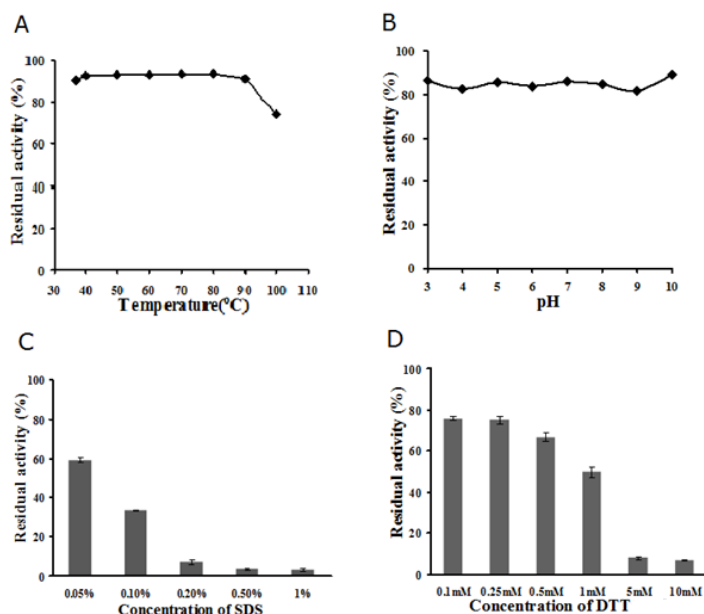 A
Residual activity (%)
100
80
60
40
20
0
30 40 50 60 70 80 90 100 110
Temperature(⁰C)
B
Residual activity (%)
100
80
60
40
20
0
3 4 5 6 7 8 9 10
pH
C
Residual activity (%)
100
80
60
40
20
0
0.05% 0.10% 0.20% 0.50% 1%
Concentration of SDS
D
Residual activity (%)
100
80
60
40
20
0
0.1mM 0.25mM 0.5mM 1mM 5mM 10mM
Concentration of DTT